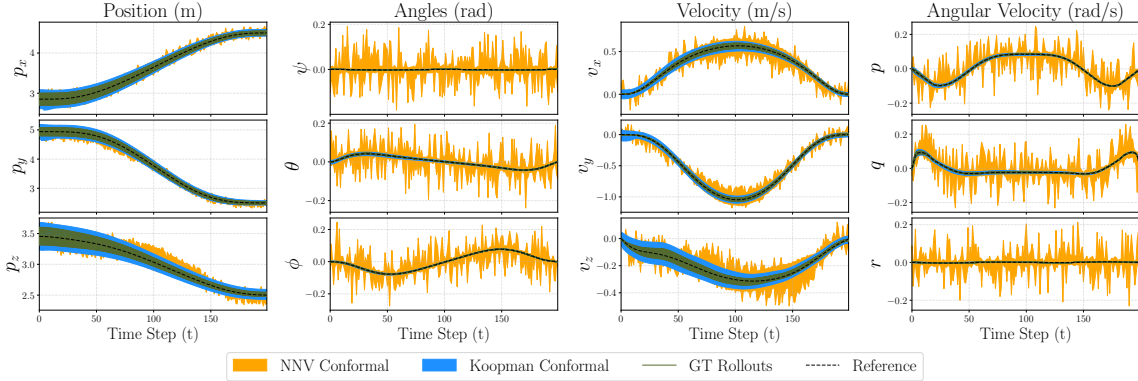 Position (m)
Angles (rad)
Velocity (m/s)
Angular Velocity (rad/s)
p_x
4
3
ψ
0.2
0.0
v_x
0.5
0.0
p
0.2
0.0
−0.2
p_y
5
4
3
θ
0.2
0.0
−0.2
v_y
0.0
−0.5
−1.0
q
0.2
0.0
−0.2
p_z
3.5
3.0
2.5
ϕ
0.2
0.0
−0.2
v_z
0.0
−0.2
−0.4
r
0.2
0.0
−0.2
0 50 100 150
0 50 100 150
0 50 100 150
0 50 100 150
Time Step (t)
Time Step (t)
Time Step (t)
Time Step (t)
NNV Conformal
Koopman Conformal
GT Rollouts
Reference